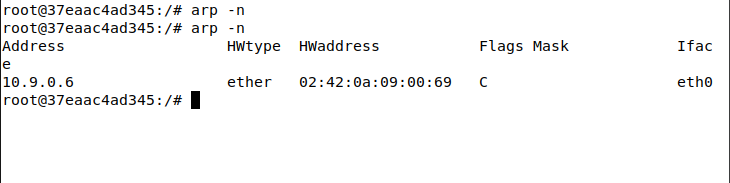 root@37eaac4ad345:/# arp -n
root@37eaac4ad345:/# arp -n
Address                  HWtype  HWaddress           Flags Mask            Ifac
e
10.9.0.6                 ether   02:42:0a:09:00:69   C                     eth0
root@37eaac4ad345:/#